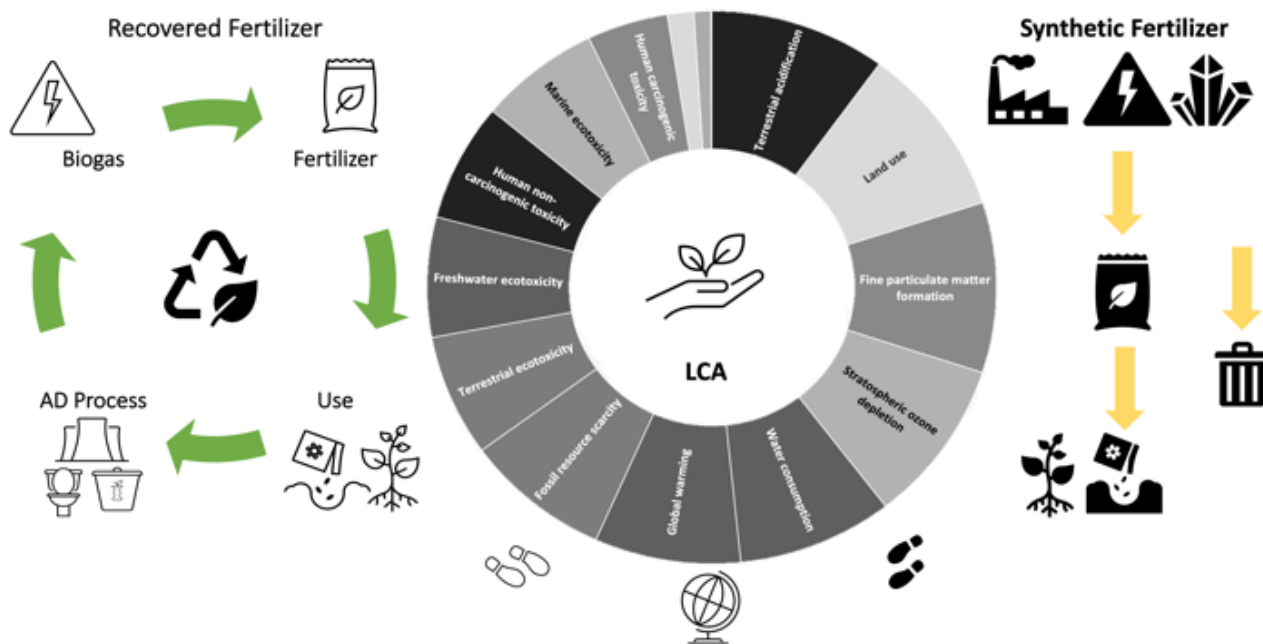 Recovered Fertilizer
Biogas
Fertilizer
AD Process
Use
Human carcinogenic
toxicity
Marine ecotoxicity
Human non-
carcinogenic toxicity
Freshwater ecotoxicity
Terrestrial ecotoxicity
Fossil resource scarcity
Global warming
Water consumption
Stratospheric ozone
depletion
Fine particulate matter
formation
Land use
Terrestrial acidification
LCA
Synthetic Fertilizer